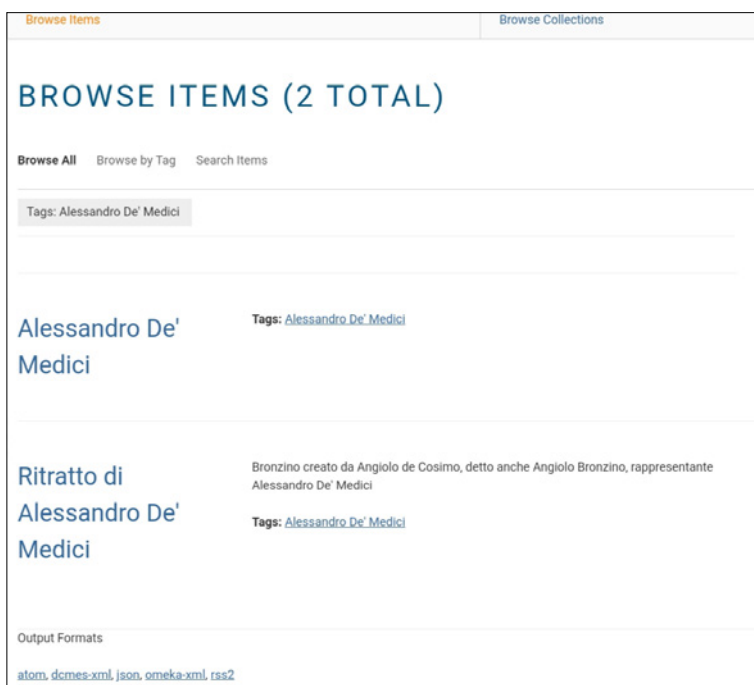 Browse Items
Browse Collections
BROWSE ITEMS (2 TOTAL)
Browse All Browse by Tag Search Items
Tags: Alessandro De' Medici
Alessandro De'
Medici
Tags: Alessandro De' Medici
Ritratto di
Alessandro De'
Medici
Bronzino creato da Angiolo de Cosimo, detto anche Angiolo Bronzino, rappresentante
Alessandro De' Medici
Tags: Alessandro De' Medici
Output Formats
atom, dcmes-xml, json, omeka-xml, rss2